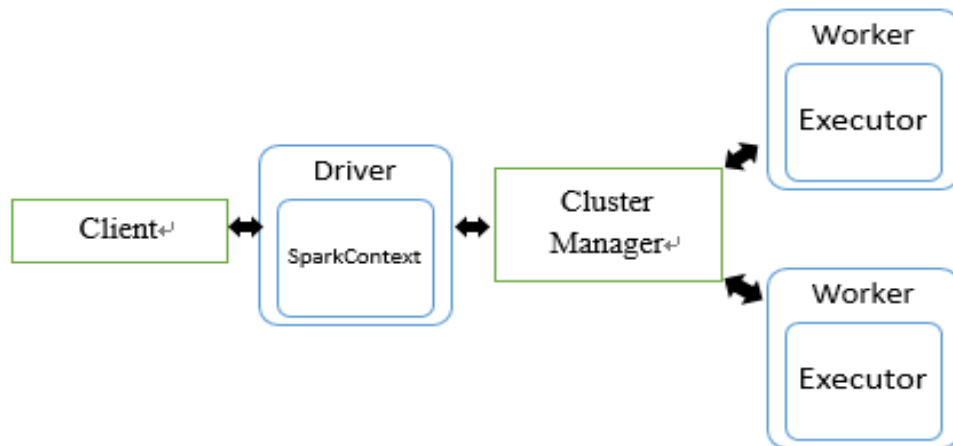 Client↵
Driver
SparkContext
Cluster
Manager↵
Worker
Executor
Worker
Executor